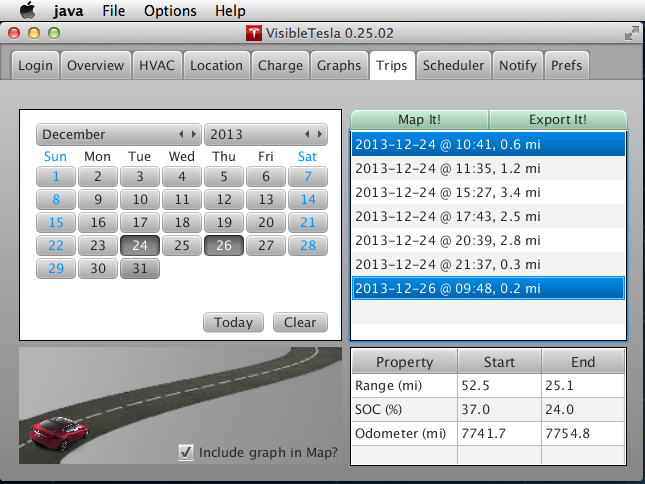 java File Options Help
VisibleTesla 0.25.02
Login Overview HVAC Location Charge Graphs Trips Scheduler Notify Prefs
December 2013
Sun Mon Tue Wed Thu Fri Sat
1 2 3 4 5 6 7
8 9 10 11 12 13 14
15 16 17 18 19 20 21
22 23 24 25 26 27 28
29 30 31
Today Clear
Map It! Export It!
2013-12-24 @ 10:41, 0.6 mi
2013-12-24 @ 11:35, 1.2 mi
2013-12-24 @ 15:27, 3.4 mi
2013-12-24 @ 17:43, 2.5 mi
2013-12-24 @ 20:39, 2.8 mi
2013-12-24 @ 21:37, 0.3 mi
2013-12-26 @ 09:48, 0.2 mi
Include graph in Map?
Property Start End
Range (mi) 52.5 25.1
SOC (%) 37.0 24.0
Odometer (mi) 7741.7 7754.8